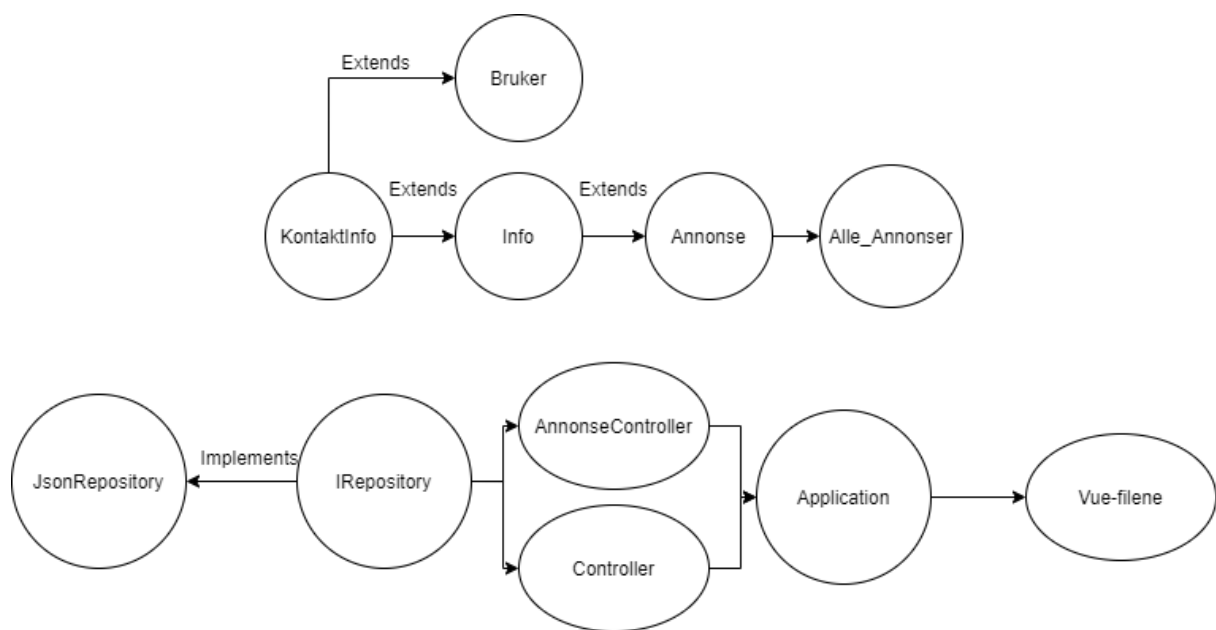 Extends
Bruker
Extends
Extends
KontaktInfo
Info
Annonse
Alle_Annonser
AnnonseController
Implements
JsonRepository
IRepository
Application
Vue-filene
Controller